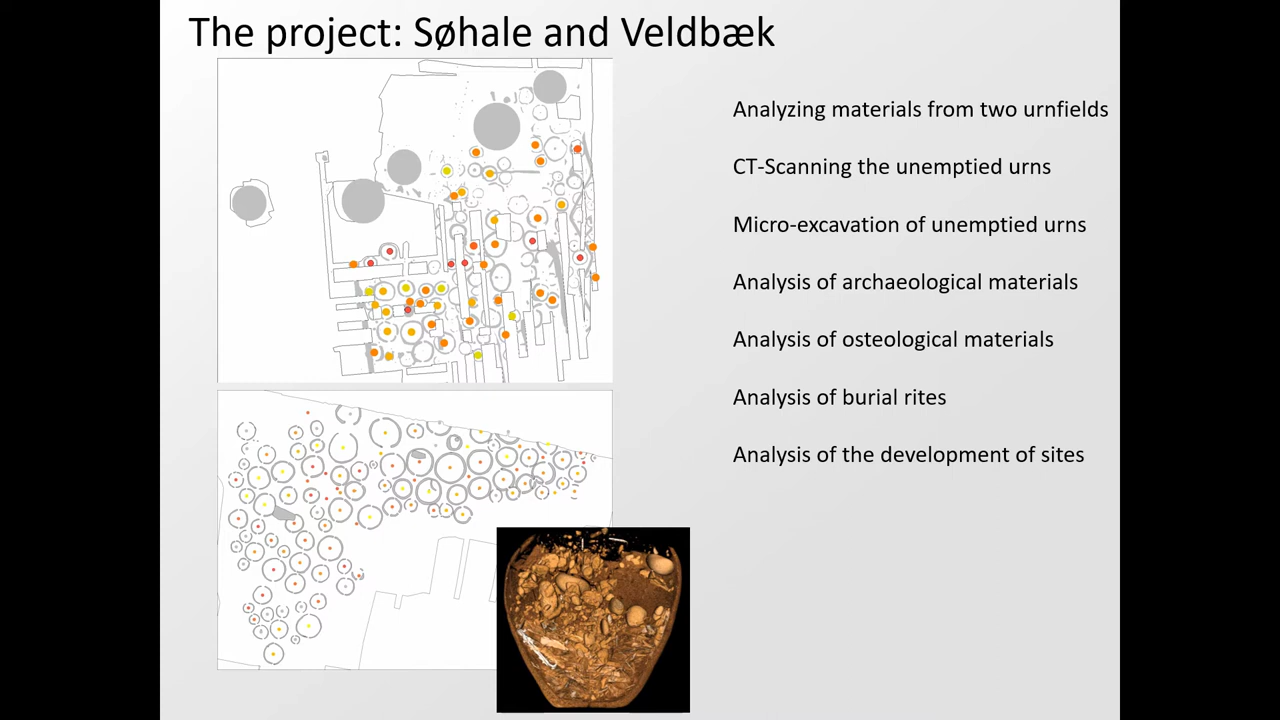 The project: Søhale and Veldbæk
Analyzing materials from two urnfields
CT-Scanning the unemptied urns
Micro-excavation of unemptied urns
Analysis of archaeological materials
Analysis of osteological materials
Analysis of burial rites
Analysis of the development of sites